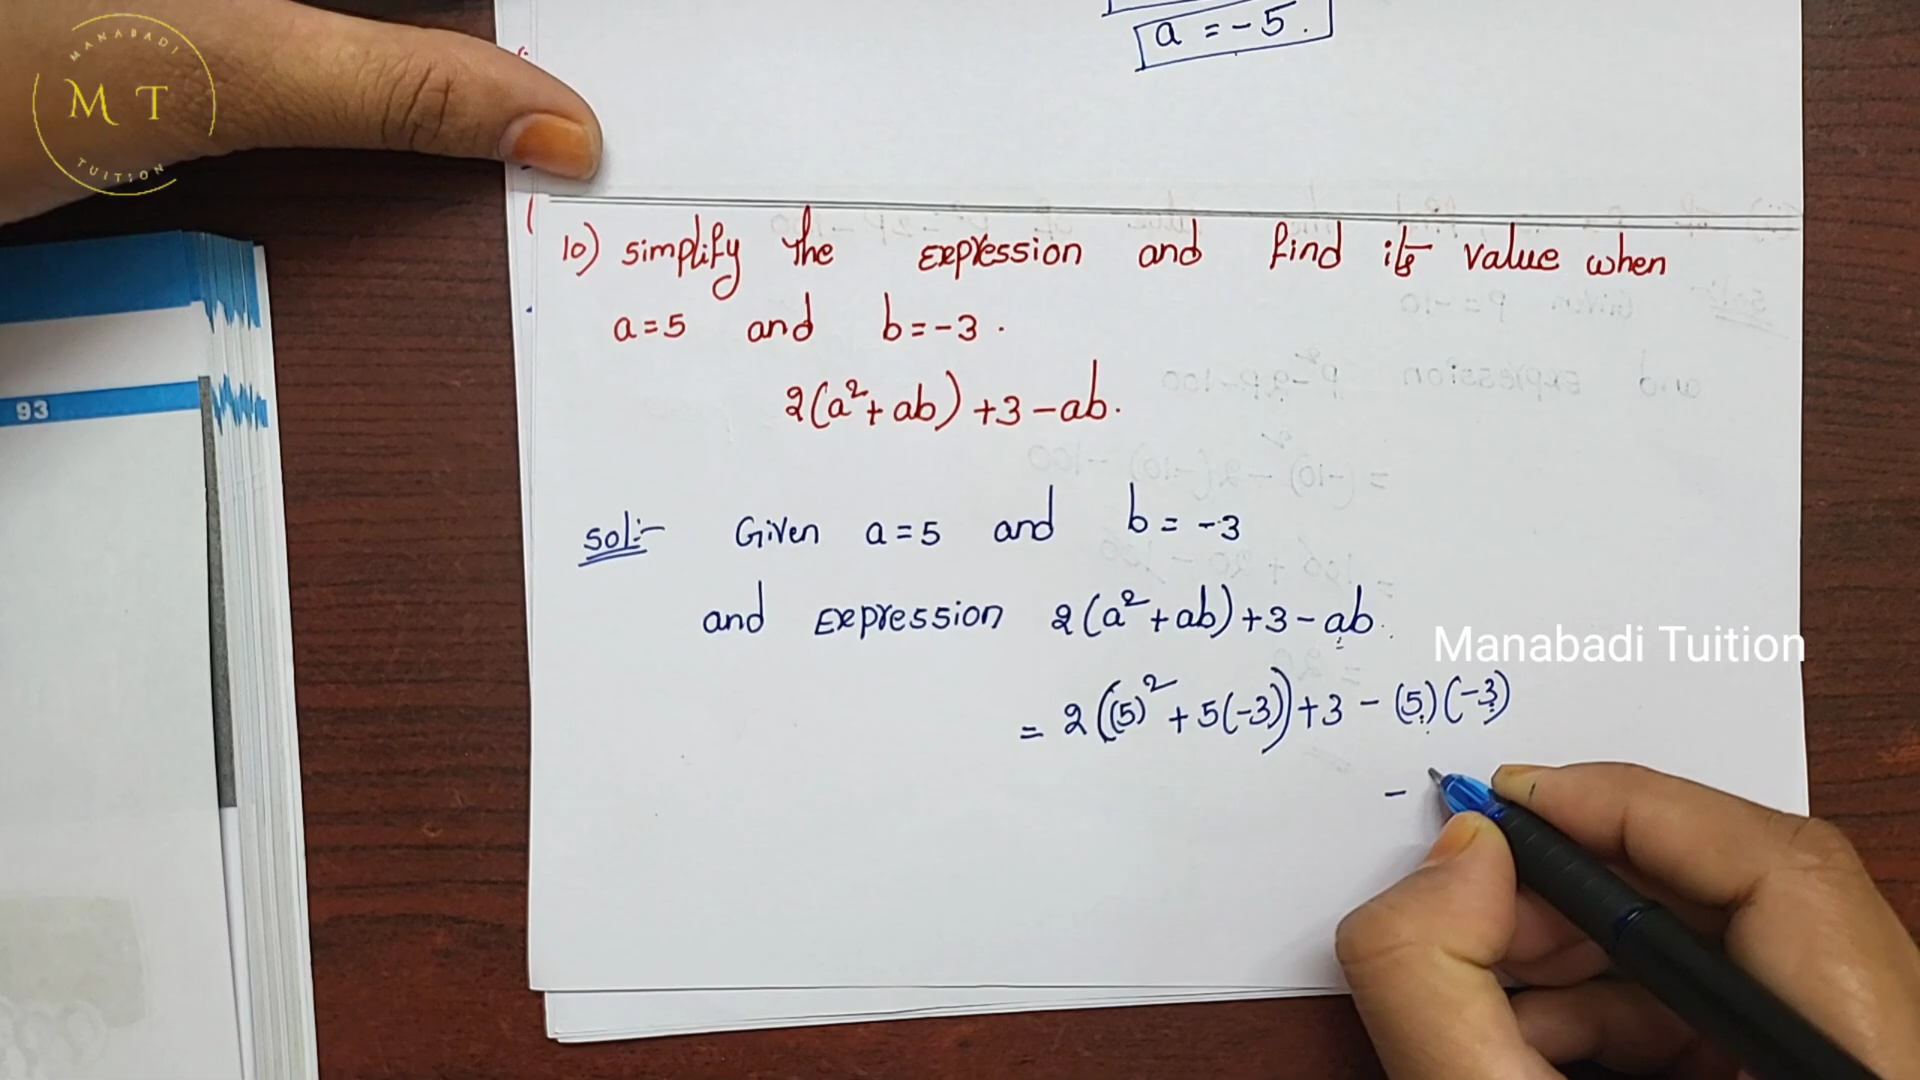 MANABADI
M T
TUITION
a = -5.
10) simplify the expression and find its value when
a = 5 and b = -3.
2(a² + ab) + 3 - ab.
93
Sol:- Given a = 5 and b = -3
and expression 2(a² + ab) + 3 - ab.
Manabadi Tuition
= 2((5)² + 5(-3)) + 3 - (5)(-3)
-